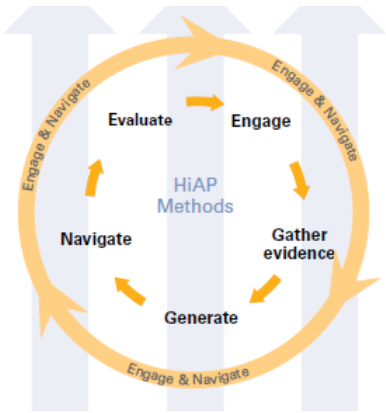 Engage & Navigate
Engage & Navigate
Evaluate
Engage
HiAP
Methods
Navigate
Gather
evidence
Generate
Engage & Navigate